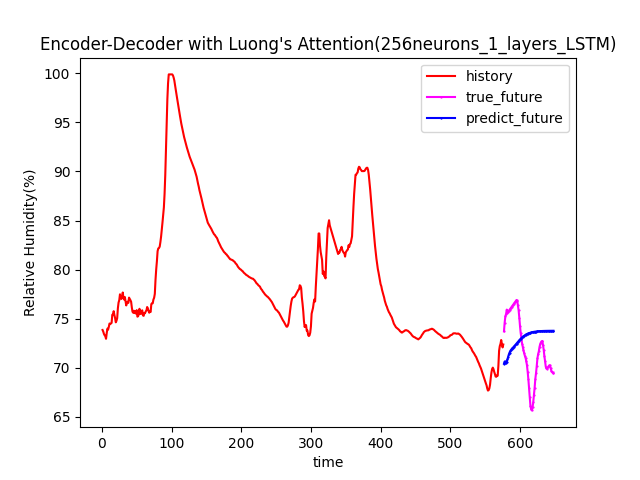 Encoder-Decoder with Luong's Attention(256neurons_1_layers_LSTM)
history
true_future
predict_future
Relative Humidity(%)
100
95
90
85
80
75
70
65
0 100 200 300 400 500 600
time